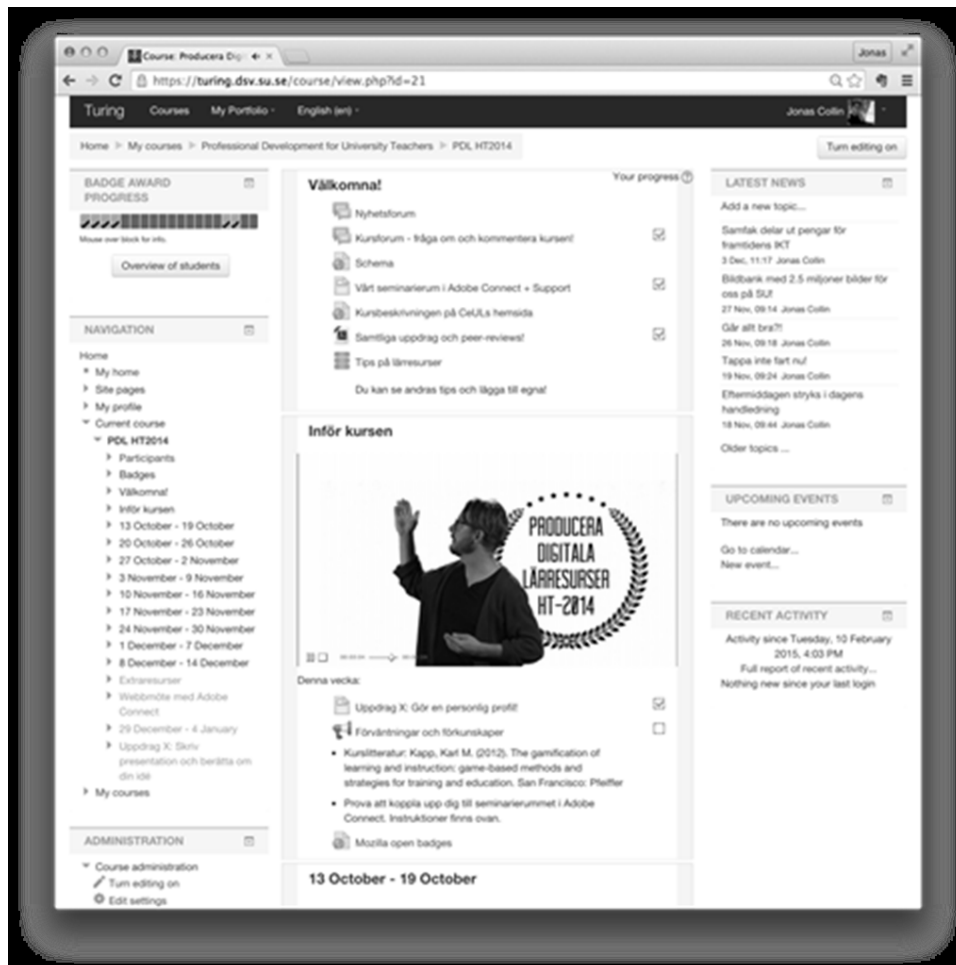 Course: Producera Digi
Jonas
https://turing.dsv.su.se/course/view.php?id=21
Turing
Courses
My Portfolio
English (en)
Jonas Collin
Home
My courses
Professional Development for University Teachers
PDL HT2014
Turn editing on
BADGE AWARD
PROGRESS
Mouse over block for info.
Overview of students
NAVIGATION
Home
My home
Site pages
My profile
Current course
PDL HT2014
Participants
Badges
Välkomna!
Inför kursen
13 October - 19 October
20 October - 26 October
27 October - 2 November
3 November - 9 November
10 November - 16 November
17 November - 23 November
24 November - 30 November
1 December - 7 December
8 December - 14 December
Extraresurser
Webbmöte med Adobe
Connect
29 December - 4 January
Uppdrag X: Skriv
presentation och berätta om
din idé
My courses
ADMINISTRATION
Course administration
Turn editing on
Edit settings
Your progress
Välkomna!
Nyhetsforum
Kursforum - fråga om och kommentera kursen!
Schema
Vårt seminarierum i Adobe Connect + Support
Kursbeskrivningen på CeULs hemsida
Samtliga uppdrag och peer-reviews!
Tips på lärresurser
Du kan se andras tips och lägga till egna!
Inför kursen
PRODUCERA
DIGITALA
LÄRRESURSER
HT-2014
Denna vecka:
Uppdrag X: Gör en personlig profil!
Förväntningar och förkunskaper
Kurslitteratur: Kapp, Karl M. (2012). The gamification of
learning and instruction: game-based methods and
strategies for training and education. San Francisco: Pfeiffer
Prova att koppla upp dig till seminarierummet i Adobe
Connect. Instruktioner finns ovan.
Mozilla open badges
13 October - 19 October
LATEST NEWS
Add a new topic...
Samfak delar ut pengar för
framtidens IKT
3 Dec, 11:17 Jonas Collin
Bildbank med 2.5 miljoner bilder för
oss på SU!
27 Nov, 09:14 Jonas Collin
Går allt bra?!
26 Nov, 09:18 Jonas Collin
Tappa inte fart nu!
19 Nov, 09:24 Jonas Collin
Eftermiddagen stryks i dagens
handledning
18 Nov, 09:44 Jonas Collin
Older topics ...
UPCOMING EVENTS
There are no upcoming events
Go to calendar...
New event...
RECENT ACTIVITY
Activity since Tuesday, 10 February
2015, 4:03 PM
Full report of recent activity...
Nothing new since your last login